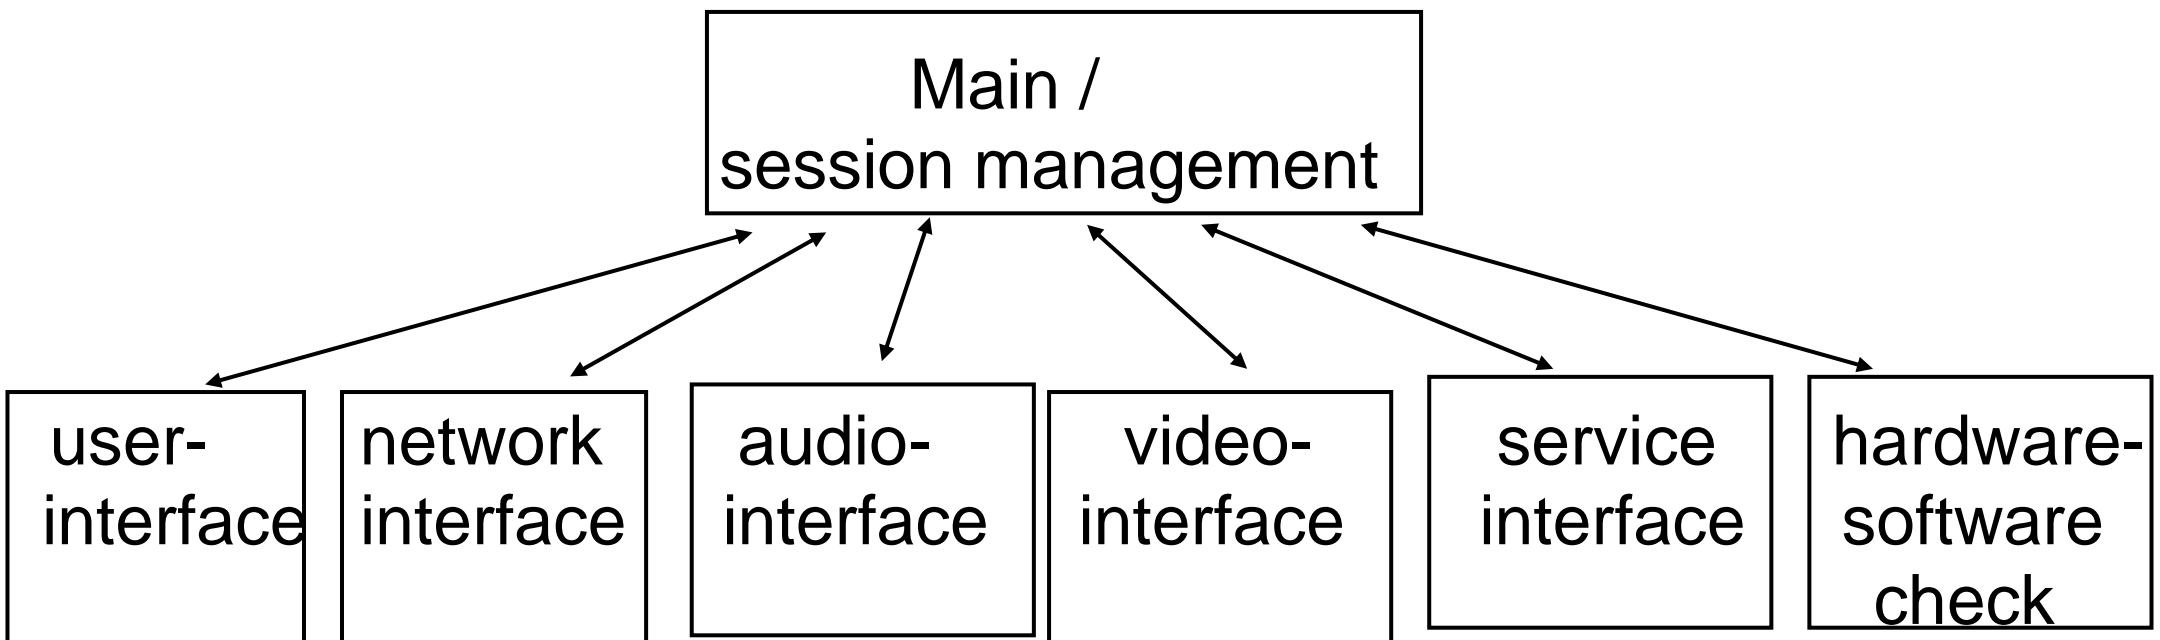 Main /
session management
user-
interface
network
interface
audio-
interface
video-
interface
service
interface
hardware-
software
check